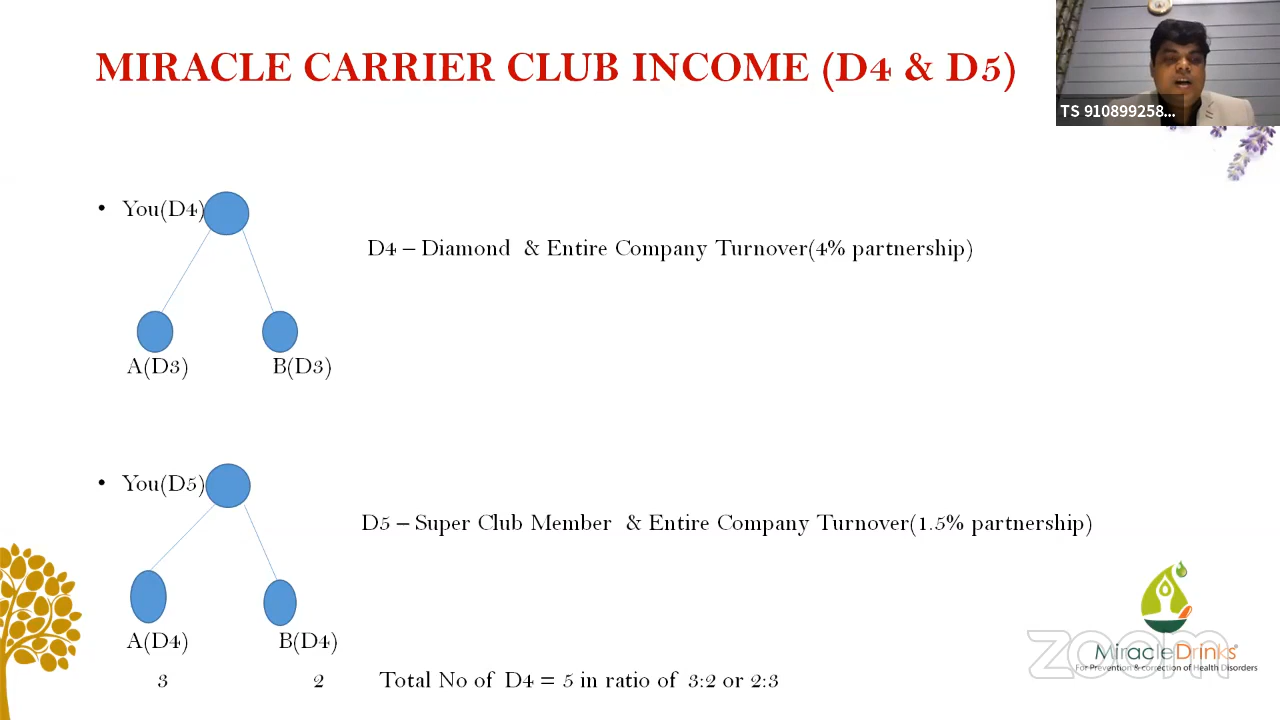 MIRACLE CARRIER CLUB INCOME (D4 & D5)
TS 910899258...
• You(D4)
D4 – Diamond & Entire Company Turnover(4% partnership)
A(D3) B(D3)
• You(D5)
D5 – Super Club Member & Entire Company Turnover(1.5% partnership)
A(D4) B(D4)
3 2 Total No of D4 = 5 in ratio of 3:2 or 2:3
zoom
MiracleDrinks®
For Prevention & correction of Health Disorders